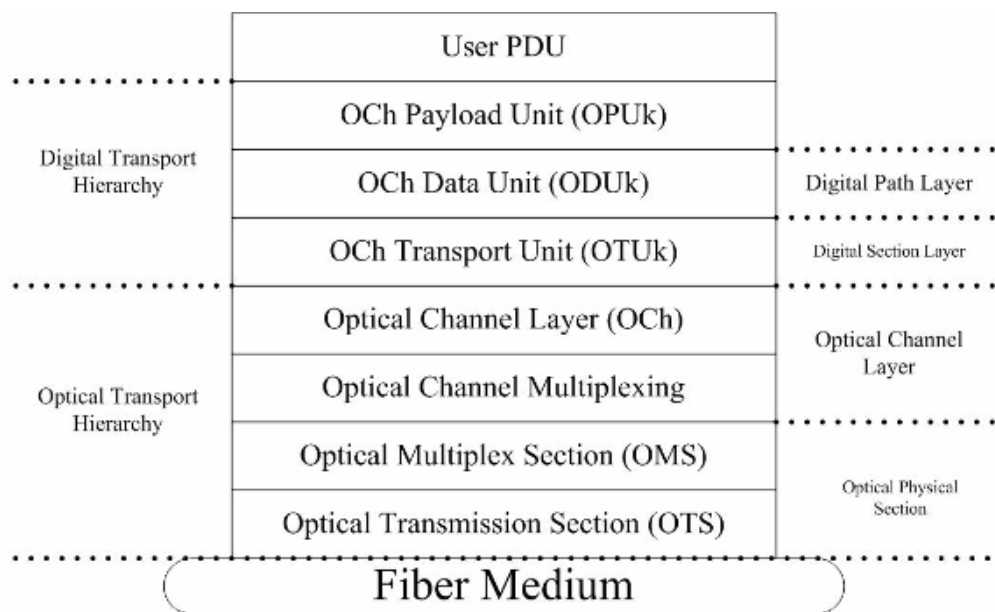 User PDU
OCh Payload Unit (OPUk)
Digital Transport
Hierarchy
OCh Data Unit (ODUk)
Digital Path Layer
OCh Transport Unit (OTUk)
Digital Section Layer
Optical Channel Layer (OCh)
Optical Channel
Layer
Optical Transport
Hierarchy
Optical Channel Multiplexing
Optical Multiplex Section (OMS)
Optical Physical
Section
Optical Transmission Section (OTS)
Fiber Medium